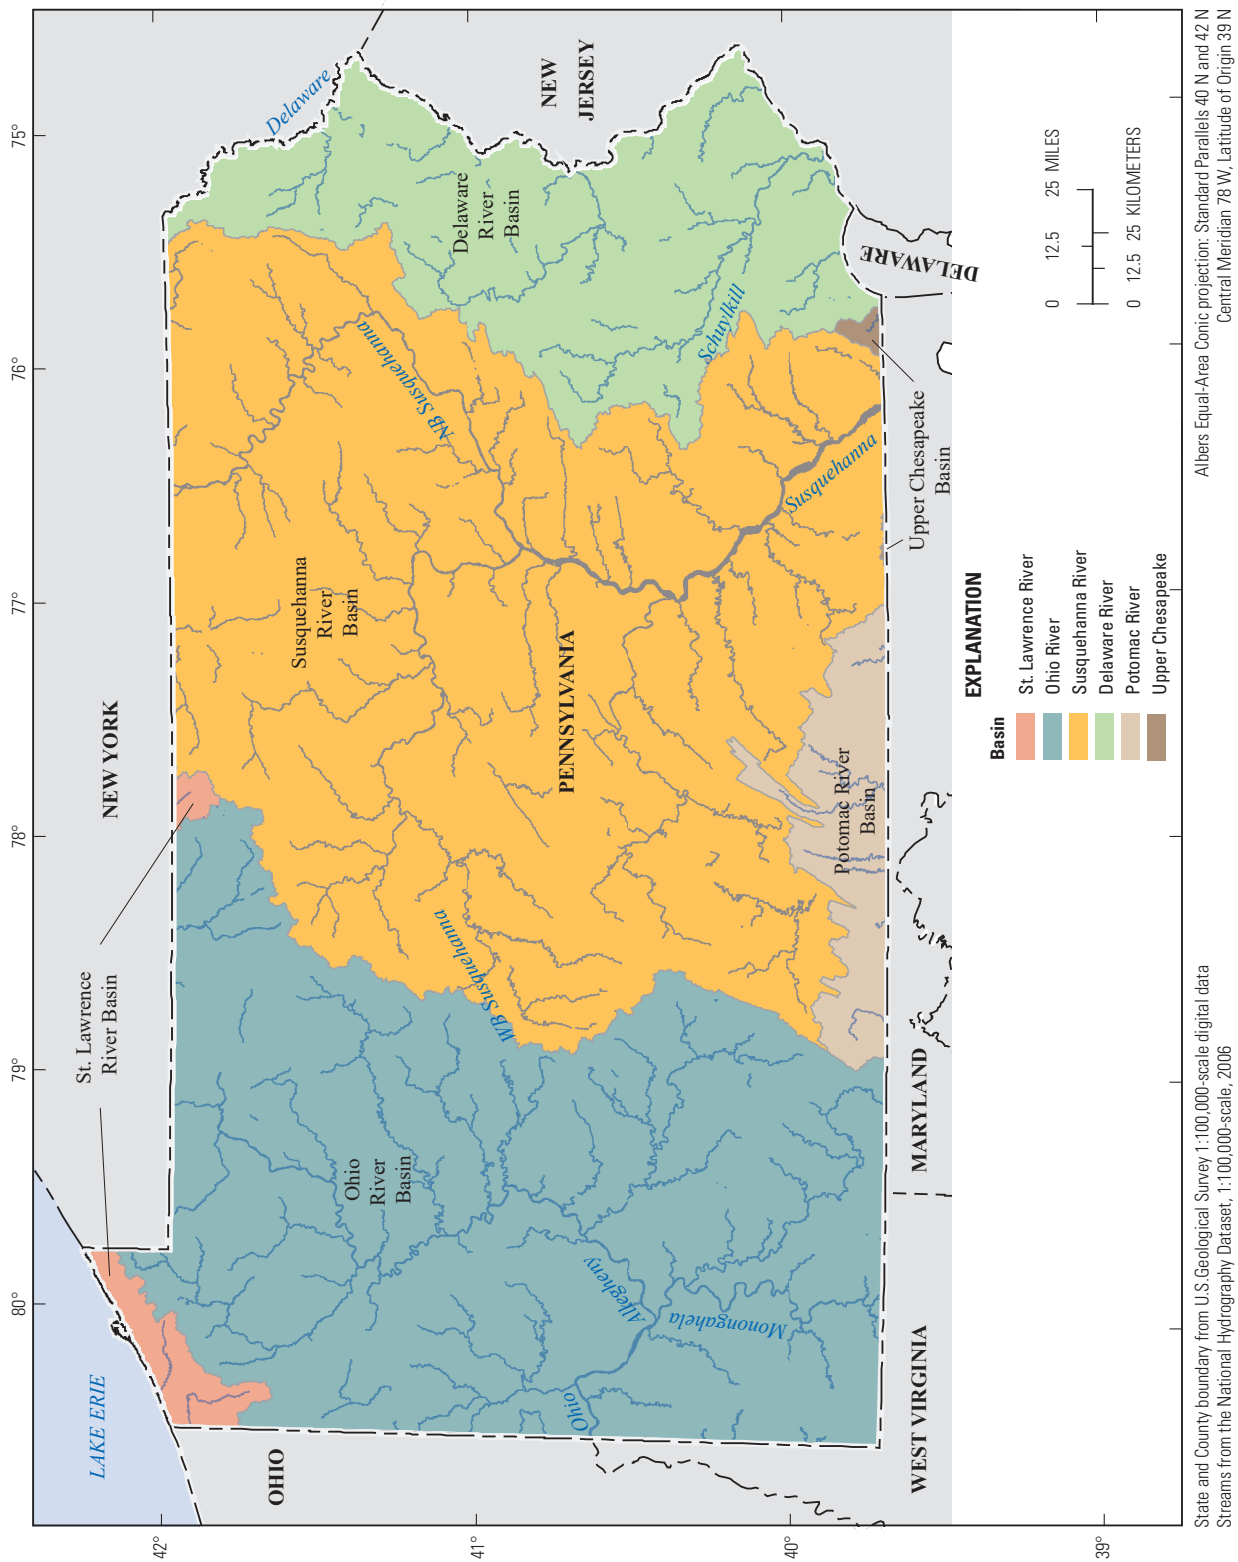 80°
79°
78°
77°
76°
75°
42°
41°
40°
39°
LAKE ERIE
NEW YORK
St. Lawrence
River Basin
Delaware
OHIO
Ohio
River
Basin
Susquehanna
River
Basin
NB Susquehanna
Delaware
River
Basin
NEW
JERSEY
WB Susquehanna
PENNSYLVANIA
Allegheny
Ohio
Monongahela
Schuylkill
Potomac River
Basin
Susquehanna
DELAWARE
WEST VIRGINIA
MARYLAND
Upper Chesapeake
Basin
EXPLANATION
Basin
St. Lawrence River
Ohio River
Susquehanna River
Delaware River
Potomac River
Upper Chesapeake
0 12.5 25 MILES
0 12.5 25 KILOMETERS
State and County boundary from U.S.Geological Survey 1:100,000-scale digital data
Streams from the National Hydrography Dataset, 1:100,000-scale, 2006
Albers Equal-Area Conic projection: Standard Parallels 40 N and 42 N
Central Meridian 78 W, Latitude of Origin 39 N